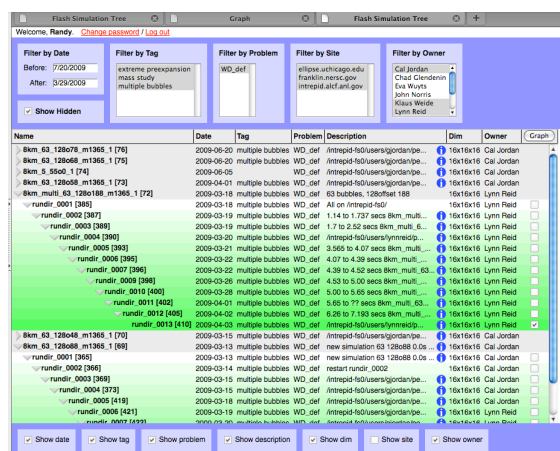 Flash Simulation Tree Graph Flash Simulation Tree +
Welcome, Randy. Change password / Log out
Filter by Date Filter by Tag Filter by Problem Filter by Site Filter by Owner
Before: 7/20/2009 extreme preexpansion WD_def ellipse.uchicago.edu Cal Jordan
mass study franklin.nersc.gov Chad Glendenin
After: 3/29/2009 multiple bubbles intrepid.alcf.anl.gov Eva Wuyts
John Norris
Show Hidden Klaus Weide
Lynn Reid
Name Date Tag Problem Description Dim Owner Graph
8km_63_128o78_m1365_1 [76] 2009-06-20 multiple bubbles WD_def /intrepid-fs0/users/gjordan/pe... 16x16x16 Cal Jordan
8km_63_128o68_m1365_1 [75] 2009-06-20 multiple bubbles WD_def /intrepid-fs0/users/gjordan/pe... 16x16x16 Cal Jordan
8km_5_55o0_1 [74] 2009-06-05 multiple bubbles WD_def /intrepid-fs0/users/gjordan/pe... 16x16x16 Cal Jordan
8km_63_128o58_m1365_1 [73] 2009-04-01 multiple bubbles WD_def /intrepid-fs0/users/gjordan/pe... 16x16x16 Cal Jordan
8km_multi_63_128o188_m1365_1 [72] 2009-03-18 multiple bubbles WD_def 63 bubbles, 128offset 188 16x16x16 Lynn Reid
rundir_0001 [385] 2009-03-18 multiple bubbles WD_def All on /intrepid-fs0/ 16x16x16 Lynn Reid
rundir_0002 [387] 2009-03-19 multiple bubbles WD_def 1.14 to 1.737 secs 8km_multi_... 16x16x16 Lynn Reid
rundir_0003 [389] 2009-03-19 multiple bubbles WD_def 1.7 to 2.52 secs 8km_multi_6... 16x16x16 Lynn Reid
rundir_0004 [390] 2009-03-20 multiple bubbles WD_def /intrepid-fs0/users/lynnreid/p... 16x16x16 Lynn Reid
rundir_0005 [393] 2009-03-21 multiple bubbles WD_def 3.565 to 4.07 secs 8km_multi... 16x16x16 Lynn Reid
rundir_0006 [395] 2009-03-22 multiple bubbles WD_def 4.07 to 4.39 secs 8km_multi_... 16x16x16 Lynn Reid
rundir_0007 [396] 2009-03-22 multiple bubbles WD_def 4.39 to 4.52 secs 8km_multi_63... 16x16x16 Lynn Reid
rundir_0009 [398] 2009-03-26 multiple bubbles WD_def 4.53 to 5.00 secs 8km_multi_... 16x16x16 Lynn Reid
rundir_0010 [400] 2009-03-28 multiple bubbles WD_def 5.00 to 5.65 secs 8km_multi_... 16x16x16 Lynn Reid
rundir_0011 [402] 2009-04-01 multiple bubbles WD_def 5.65 to ?? secs 8km_multi_63... 16x16x16 Lynn Reid
rundir_0012 [405] 2009-04-02 multiple bubbles WD_def 6.26 to 7.193 secs 8km_multi... 16x16x16 Lynn Reid
rundir_0013 [410] 2009-04-03 multiple bubbles WD_def /intrepid-fs0/users/lynnreid/p... 16x16x16 Lynn Reid
8km_63_128o48_m1365_1 [70] 2009-03-13 multiple bubbles WD_def /intrepid-fs0/users/gjordan/pe... 16x16x16 Cal Jordan
8km_63_128o88_m1365_1 [69] 2009-03-13 multiple bubbles WD_def new simulation 63 128o88 0.0s ... 16x16x16 Cal Jordan
rundir_0001 [365] 2009-03-13 multiple bubbles WD_def new simulation 63 128o88 0.0s ... 16x16x16 Cal Jordan
rundir_0002 [366] 2009-03-14 multiple bubbles WD_def restart rundir_0002 16x16x16 Cal Jordan
rundir_0003 [369] 2009-03-15 multiple bubbles WD_def /intrepid-fs0/users/gjordan/pe... 16x16x16 Cal Jordan
rundir_0004 [373] 2009-03-15 multiple bubbles WD_def /intrepid-fs0/users/gjordan/pe... 16x16x16 Cal Jordan
rundir_0005 [419] 2009-03-18 multiple bubbles WD_def /intrepid-fs0/users/gjordan/pe... 16x16x16 Cal Jordan
rundir_0006 [421] 2009-03-19 multiple bubbles WD_def /intrepid-fs0/users/gjordan/pe... 16x16x16 Cal Jordan
Show date Show tag Show problem Show description Show dim Show site Show owner